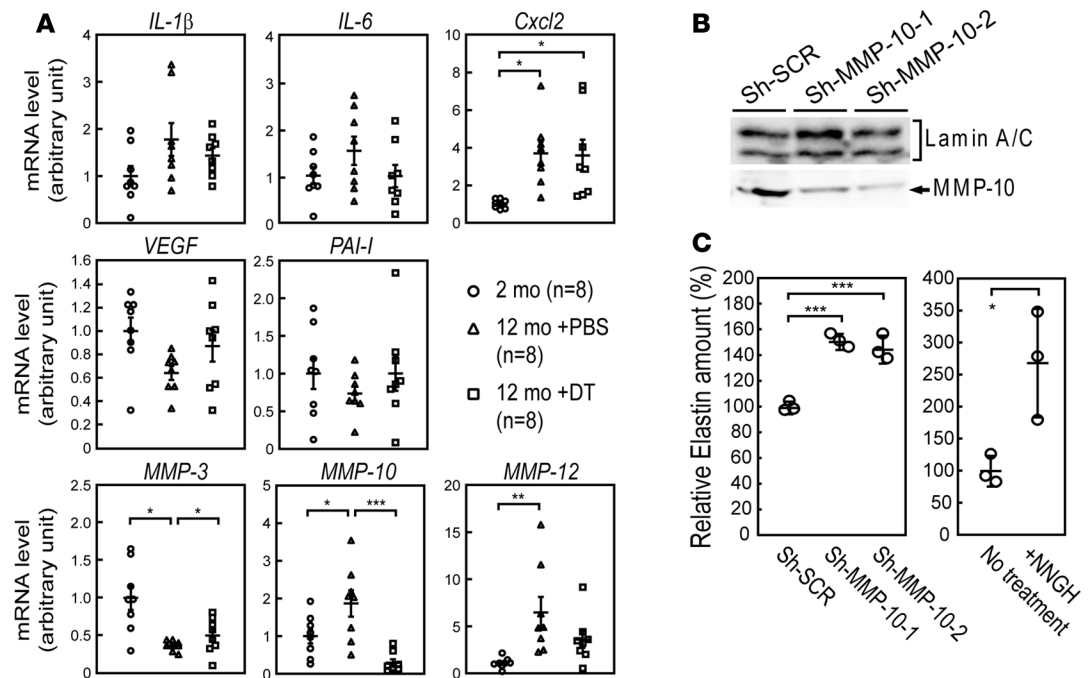 A
IL-1β
IL-6
Cxcl2
mRNA level
(arbitrary unit)
4
3
2
1
0
4
3
2
1
0
10
8
6
4
2
0
*
*
VEGF
PAI-I
mRNA level
(arbitrary unit)
1.6
1.4
1.2
1.0
0.8
0.6
0.4
0.2
0
2.5
2.0
1.5
1.0
0.5
0
2 mo (n=8)
12 mo +PBS
(n=8)
12 mo +DT
(n=8)
MMP-3
MMP-10
MMP-12
mRNA level
(arbitrary unit)
2.5
2.0
1.5
1.0
0.5
0
*
*
5
4
3
2
1
0
*
***
20
15
10
5
0
**
B
Sh-SCR
Sh-MMP-10-1
Sh-MMP-10-2
Lamin A/C
MMP-10
C
Relative Elastin amount (%)
200
180
160
140
120
100
80
60
40
20
0
***
***
Sh-SCR
Sh-MMP-10-1
Sh-MMP-10-2
400
350
300
250
200
150
100
50
0
*
No treatment
+NNGH